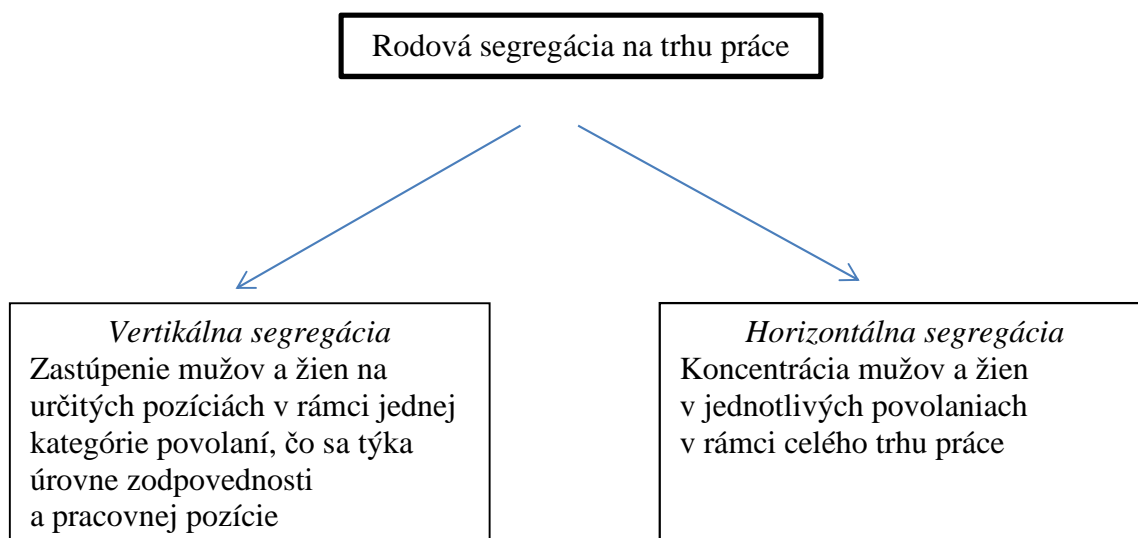 Rodová segregácia na trhu práce
Vertikálna segregácia
Zastúpenie mužov a žien na
určitých pozíciách v rámci jednej
kategórie povolaní, čo sa týka
úrovne zodpovednosti
a pracovnej pozície
Horizontálna segregácia
Koncentrácia mužov a žien
v jednotlivých povolaniach
v rámci celého trhu práce